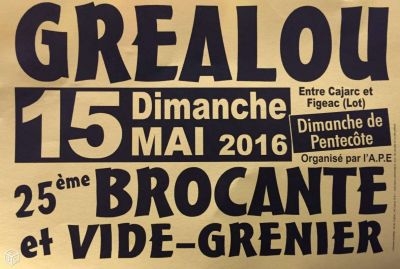 GREALOU
15 Dimanche
MAI 2016
Entre Cajarc et
Figeac (Lot)
Dimanche de
Pentecôte
Organisé par l'A.P.E
25ème BROCANTE
et VIDE-GRENIER